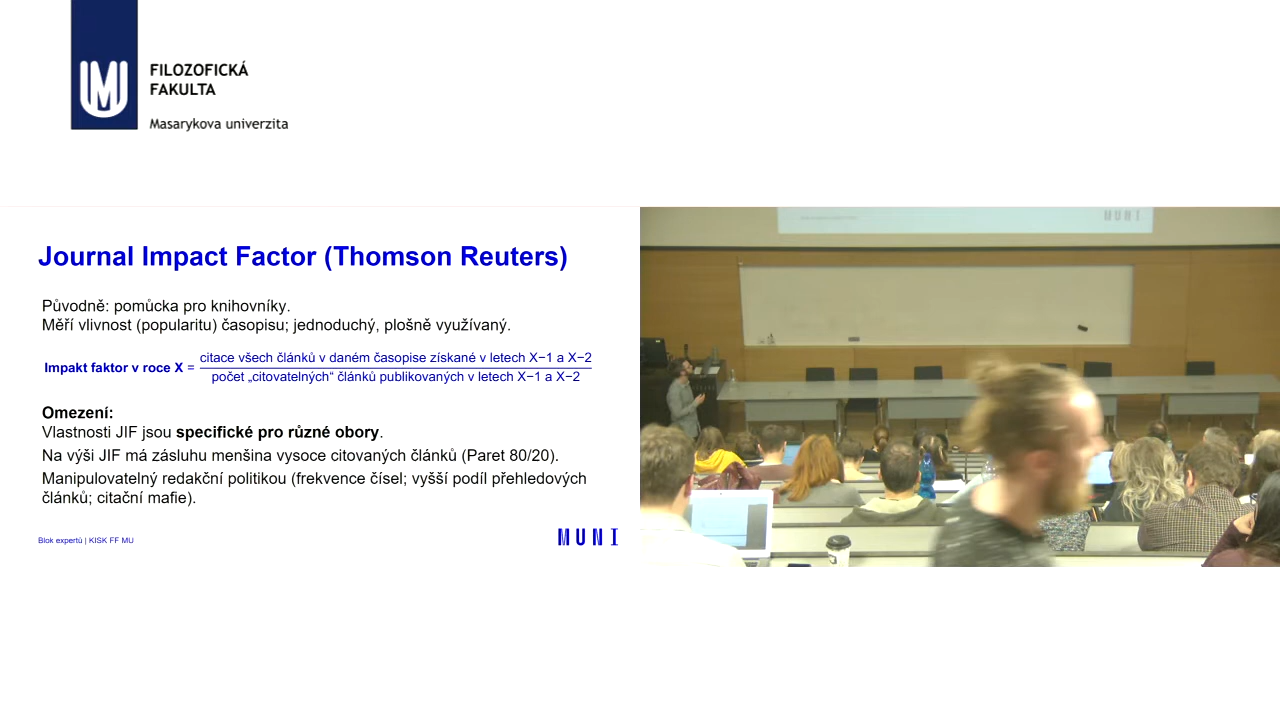 FILOZOFICKÁ
FAKULTA
Masarykova univerzita
Journal Impact Factor (Thomson Reuters)
Původně: pomůcka pro knihovníky.
Měří vlivnost (popularitu) časopisu; jednoduchý, plošně využívaný.
Impakt faktor v roce X = citace všech článků v daném časopise získané v letech X−1 a X−2
počet „citovatelných“ článků publikovaných v letech X−1 a X−2
Omezení:
Vlastnosti JIF jsou specifické pro různé obory.
Na výši JIF má zásluhu menšina vysoce citovaných článků (Paret 80/20).
Manipulovatelný redakční politikou (frekvence čísel; vyšší podíl přehledových
článků; citační mafie).
Blok expertů | KISK FF MU
MUNI
MUNI